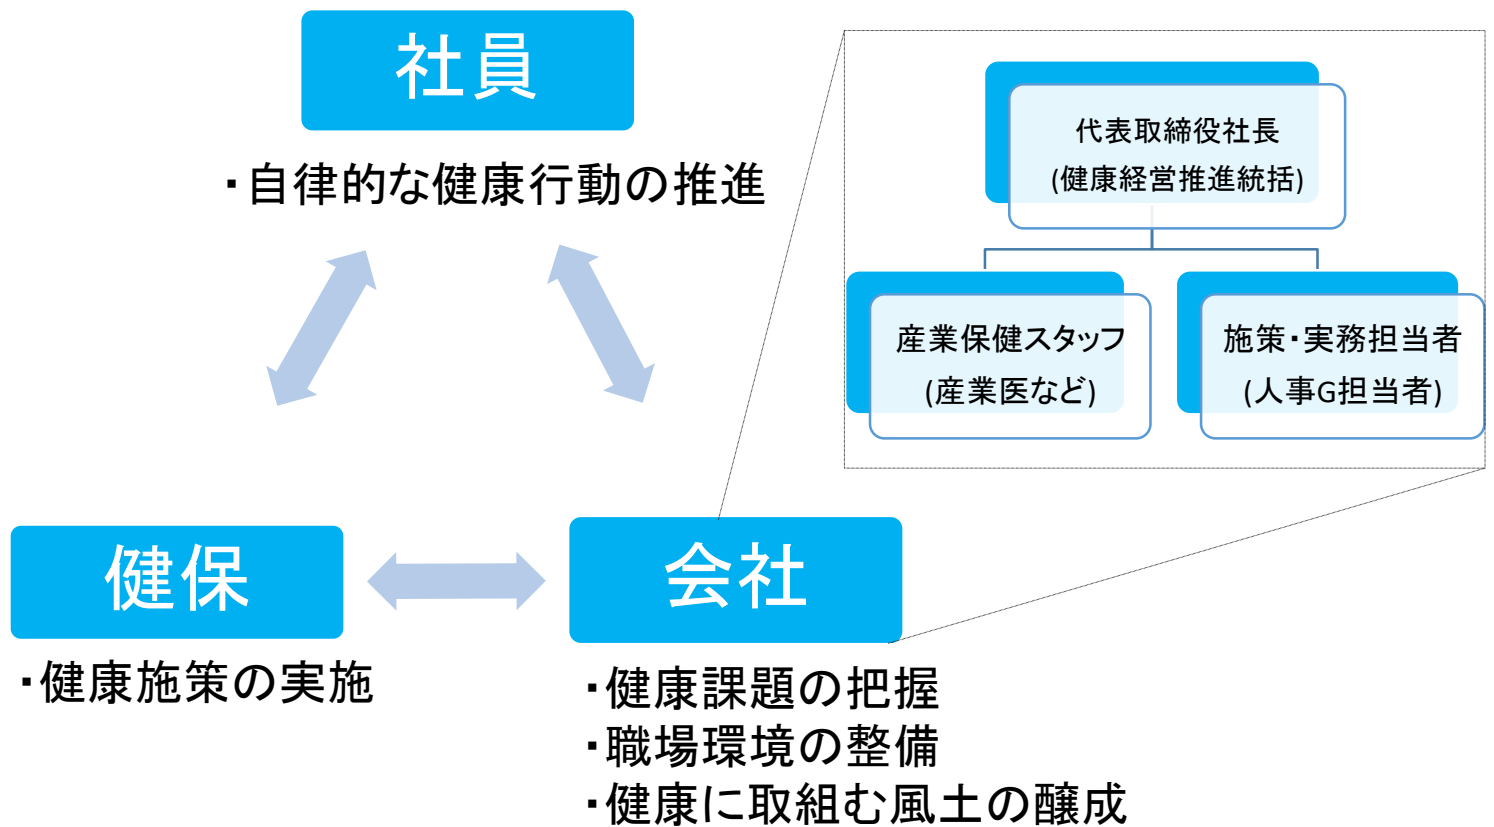 社員
・自律的な健康行動の推進
代表取締役社長
(健康経営推進統括)
産業保健スタッフ
(産業医など)
施策・実務担当者
(人事G担当者)
健保
・健康施策の実施
会社
・健康課題の把握
・職場環境の整備
・健康に取組む風土の醸成